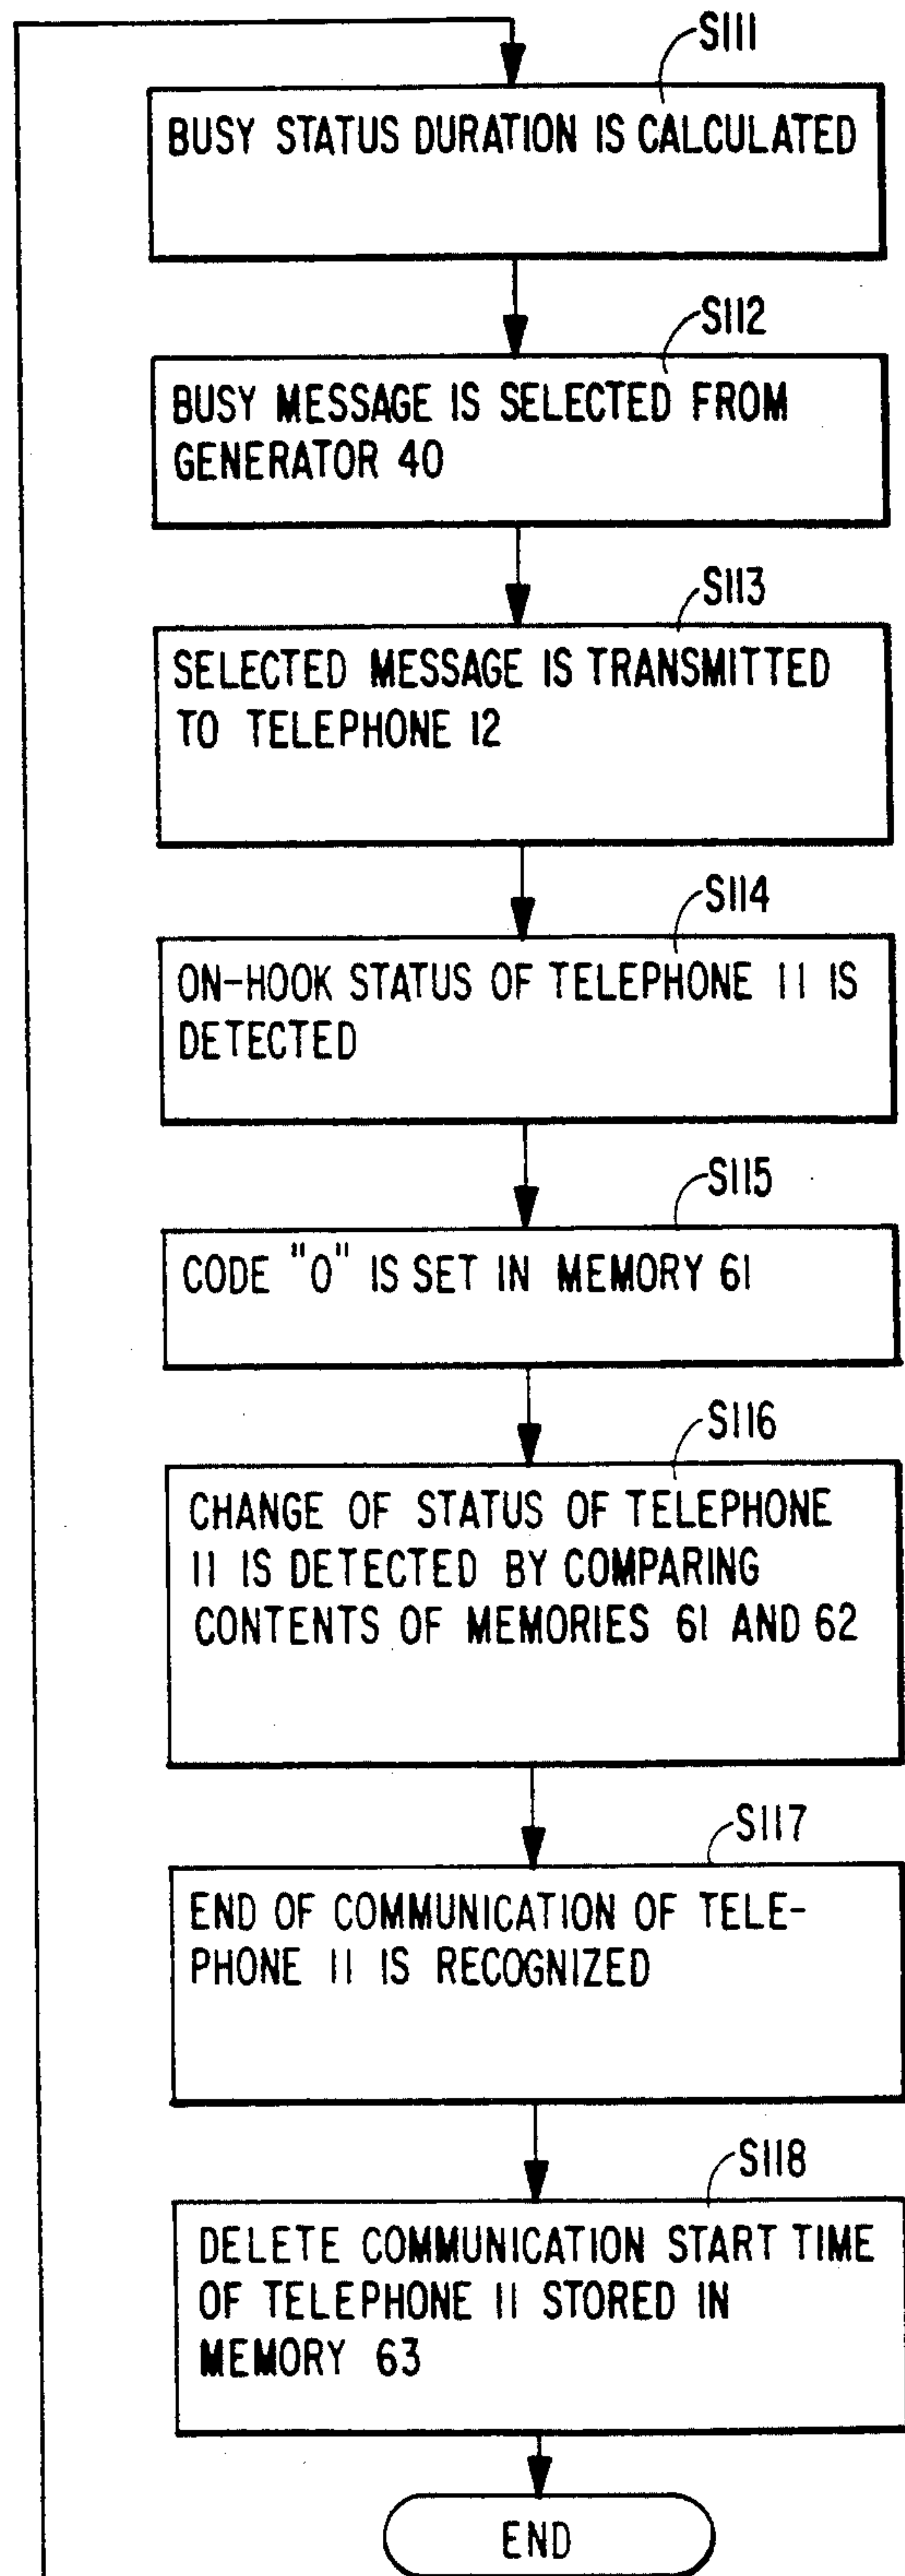 S111
BUSY STATUS DURATION IS CALCULATED
S112
BUSY MESSAGE IS SELECTED FROM
GENERATOR 40
S113
SELECTED MESSAGE IS TRANSMITTED
TO TELEPHONE 12
S114
ON-HOOK STATUS OF TELEPHONE 11 IS
DETECTED
S115
CODE "0" IS SET IN MEMORY 61
S116
CHANGE OF STATUS OF TELEPHONE
11 IS DETECTED BY COMPARING
CONTENTS OF MEMORIES 61 AND 62
S117
END OF COMMUNICATION OF TELE-
PHONE 11 IS RECOGNIZED
S118
DELETE COMMUNICATION START TIME
OF TELEPHONE 11 STORED IN
MEMORY 63
END